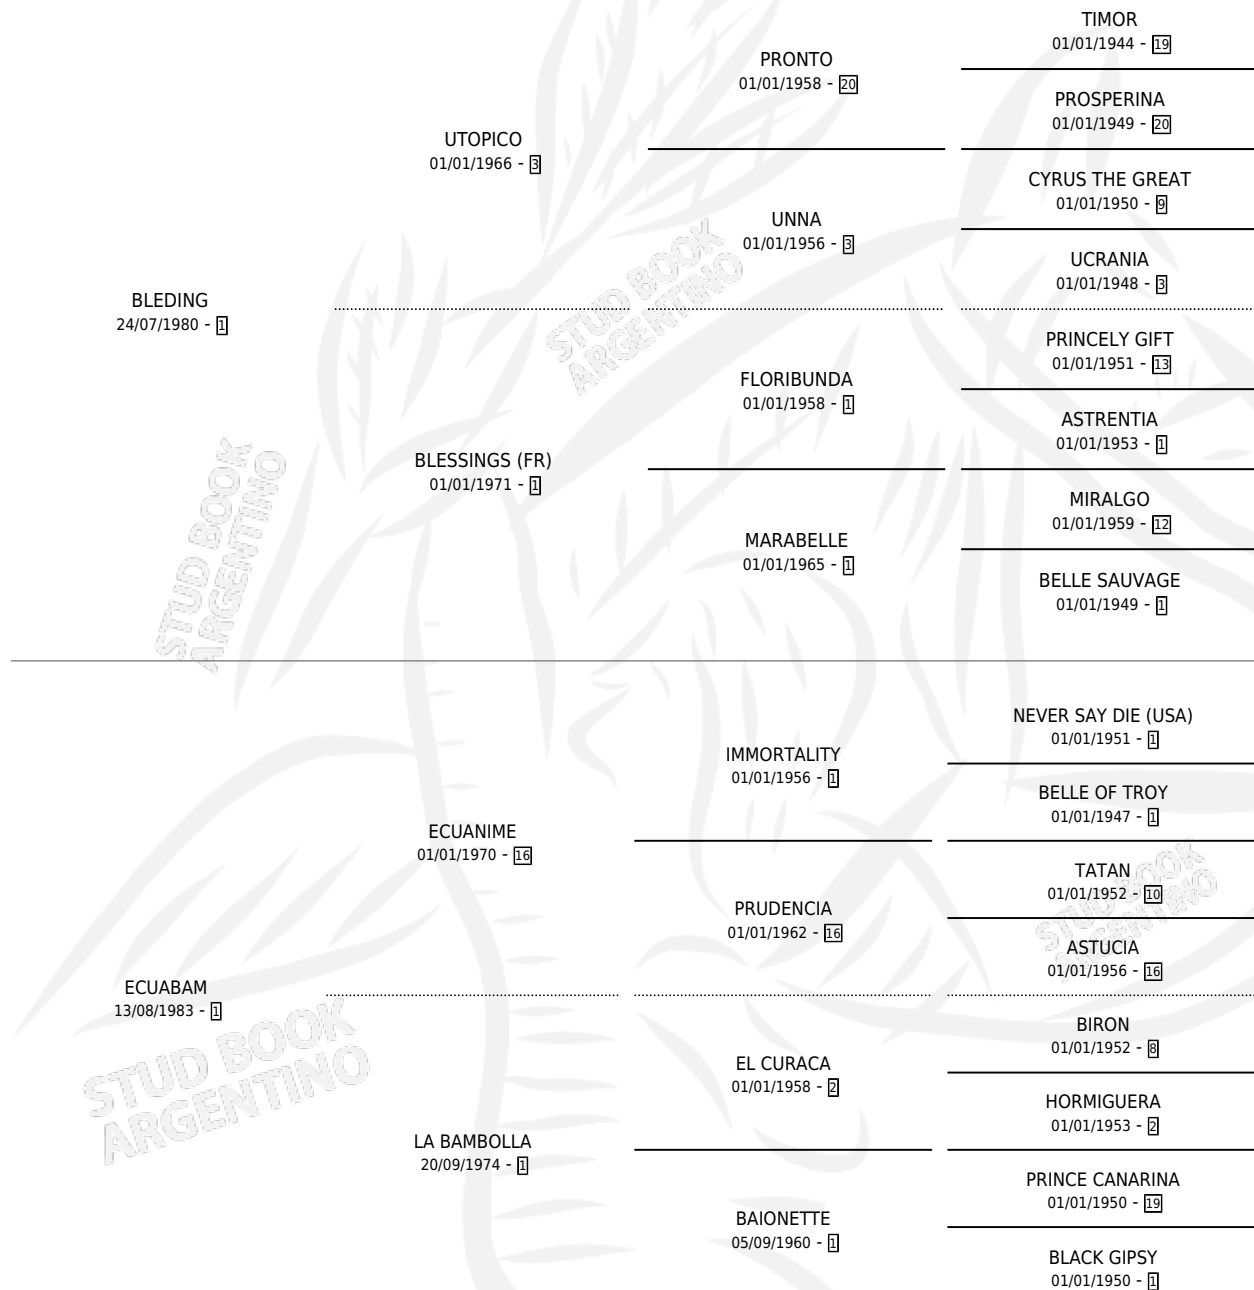 TIMOR
01/01/1944 - 19
PRONTO
01/01/1958 - 20
PROSPERINA
01/01/1949 - 20
UTOPICO
01/01/1966 - 3
CYRUS THE GREAT
01/01/1950 - 9
UNNA
01/01/1956 - 3
UCRANIA
01/01/1948 - 3
BLEDING
24/07/1980 - 1
PRINCELY GIFT
01/01/1951 - 13
FLORIBUNDA
01/01/1958 - 1
ASTRENTIA
01/01/1953 - 1
BLESSINGS (FR)
01/01/1971 - 1
MIRALGO
01/01/1959 - 12
MARABELLE
01/01/1965 - 1
BELLE SAUVAGE
01/01/1949 - 1
STUD BOOK
ARGENTINO
STUD BOOK
ARGENTINO
NEVER SAY DIE (USA)
01/01/1951 - 1
IMMORTALITY
01/01/1956 - 1
BELLE OF TROY
01/01/1947 - 1
ECUANIME
01/01/1970 - 16
TATAN
01/01/1952 - 10
PRUDENCIA
01/01/1962 - 16
ASTUCIA
01/01/1956 - 16
ECUABAM
13/08/1983 - 1
BIRON
01/01/1952 - 8
EL CURACA
01/01/1958 - 2
HORMIGUERA
01/01/1953 - 2
LA BAMBOLLA
20/09/1974 - 1
PRINCE CANARINA
01/01/1950 - 19
BAIONETTE
05/09/1960 - 1
BLACK GIPSY
01/01/1950 - 1
STUD BOOK
ARGENTINO
STUD BOOK
ARGENTINO